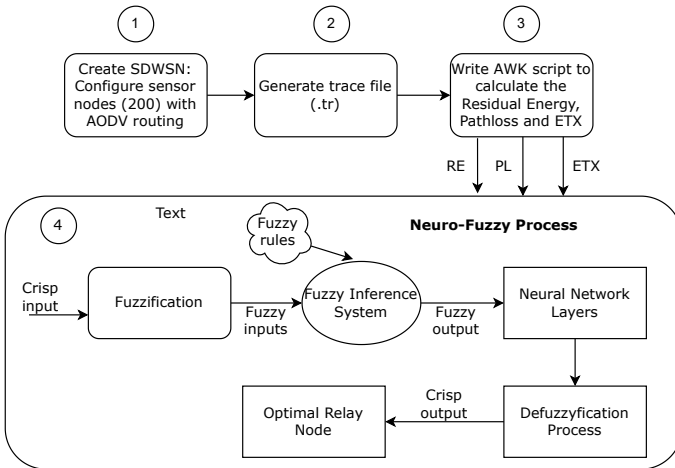 1
2
3
Create SDWSN:
Configure sensor
nodes (200) with
AODV routing
Generate trace file
(.tr)
Write AWK script to
calculate the
Residual Energy,
Pathloss and ETX
RE
PL
ETX
4
Text
Neuro-Fuzzy Process
Fuzzy
rules
Crisp
input
Fuzzification
Fuzzy
inputs
Fuzzy Inference
System
Fuzzy
output
Neural Network
Layers
Optimal Relay
Node
Crisp
output
Defuzzyfication
Process